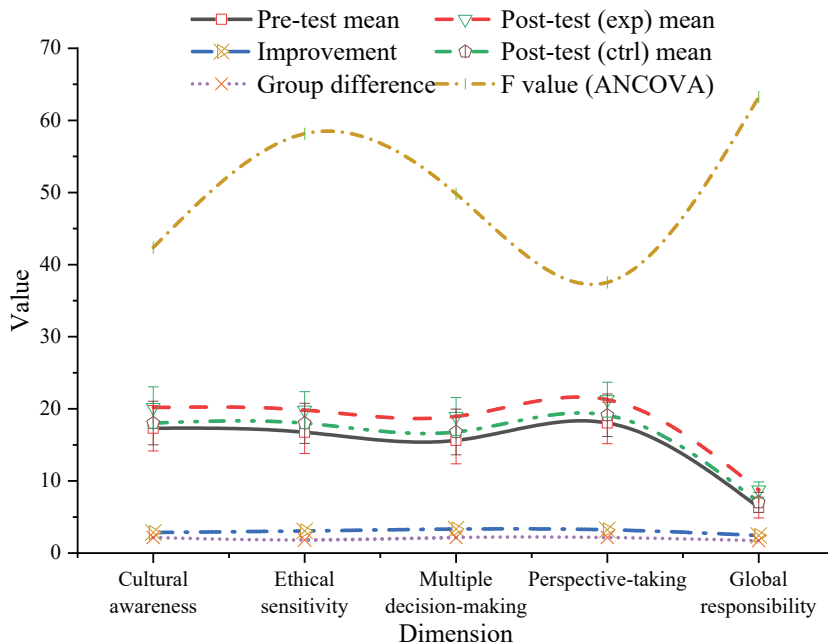 Pre-test mean
Post-test (exp) mean
Improvement
Post-test (ctrl) mean
Group difference
F value (ANCOVA)
70
60
50
40
30
20
10
0
Value
Cultural awareness
Ethical sensitivity
Multiple decision-making
Perspective-taking
Global responsibility
Dimension